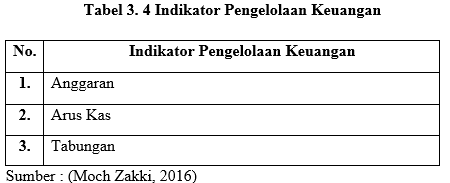 Tabel 3. 4 Indikator Pengelolaan Keuangan
No. Indikator Pengelolaan Keuangan
1. Anggaran
2. Arus Kas
3. Tabungan
Sumber : (Moch Zakki, 2016)